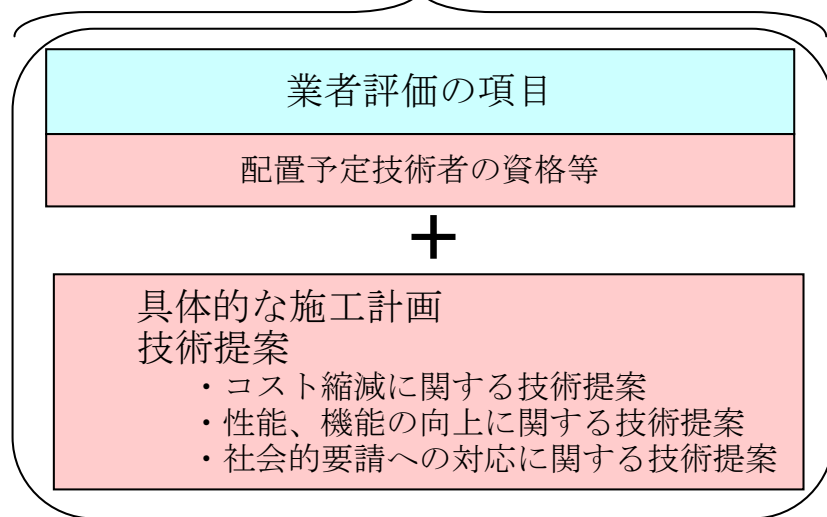 業者評価の項目
配置予定技術者の資格等
+
具体的な施工計画
技術提案
・コスト縮減に関する技術提案
・性能、機能の向上に関する技術提案
・社会的要請への対応に関する技術提案